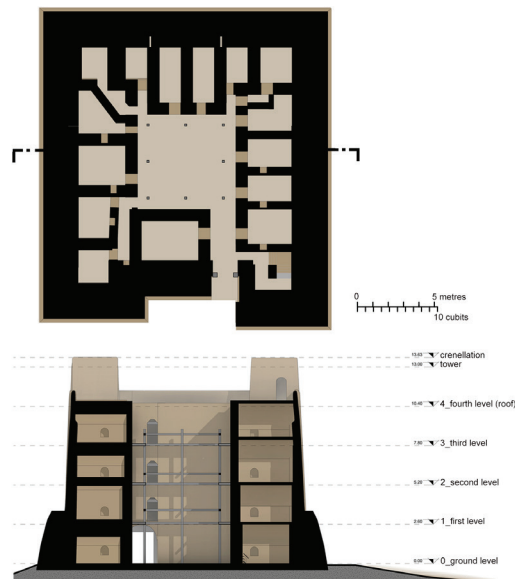 0 5 metres
10 cubits
13,60 crenellation
13,00 tower
10,40 4_fourth level (roof)
7,80 3_third level
5,20 2_second level
2,60 1_first level
0,00 0_ground level